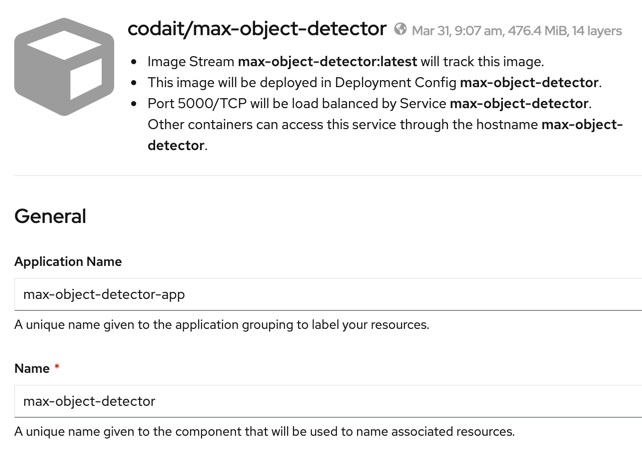 codait/max-object-detector Mar 31, 9:07 am, 476.4 MiB, 14 layers
• Image Stream max-object-detector:latest will track this image.
• This image will be deployed in Deployment Config max-object-detector.
• Port 5000/TCP will be load balanced by Service max-object-detector.
Other containers can access this service through the hostname max-object-
detector.
General
Application Name
max-object-detector-app
A unique name given to the application grouping to label your resources.
Name *
max-object-detector
A unique name given to the component that will be used to name associated resources.